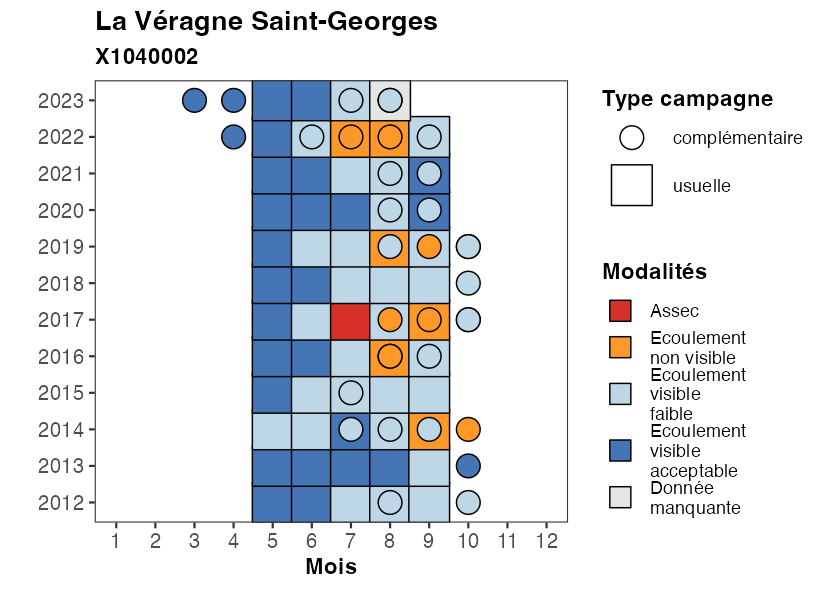 La Véragne Saint-Georges
X1040002
2023
2022
2021
2020
2019
2018
2017
2016
2015
2014
2013
2012
1 2 3 4 5 6 7 8 9 10 11 12
Mois
Type campagne
complémentaire
usuelle
Modalités
Assec
Ecoulement
non visible
Ecoulement
visible
faible
Ecoulement
visible
acceptable
Donnée
manquante